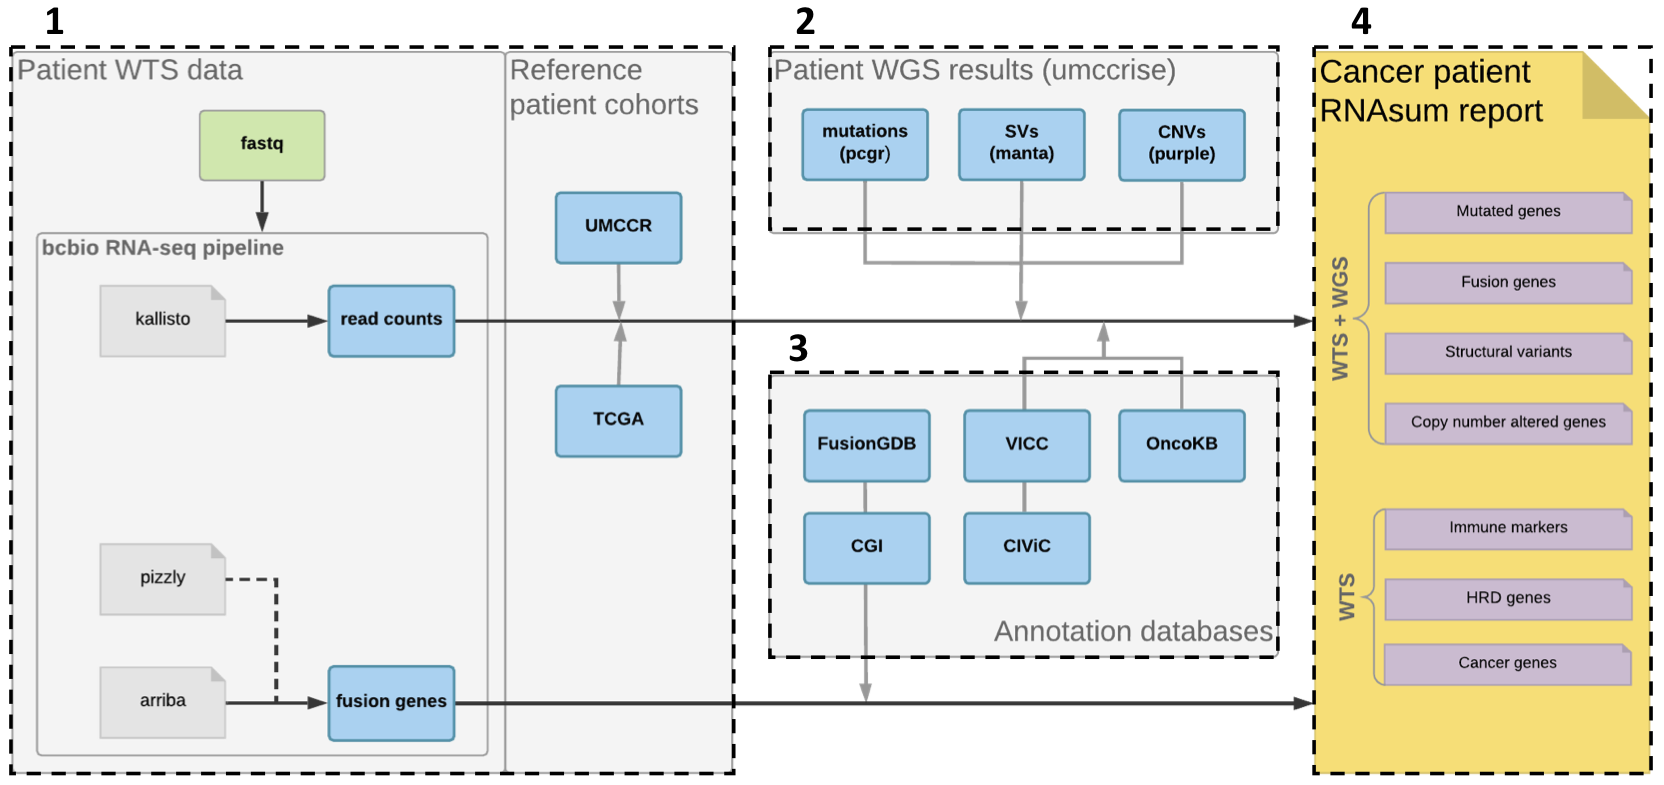 1
Patient WTS data
fastq
bcbio RNA-seq pipeline
kallisto
read counts
pizzly
arriba
fusion genes
Reference
patient cohorts
UMCCR
TCGA
2
Patient WGS results (umccrise)
mutations
(pcgr)
SVs
(manta)
CNVs
(purple)
3
FusionGDB
VICC
OncoKB
CGI
CIViC
Annotation databases
4
Cancer patient
RNAsum report
WTS + WGS
Mutated genes
Fusion genes
Structural variants
Copy number altered genes
WTS
Immune markers
HRD genes
Cancer genes